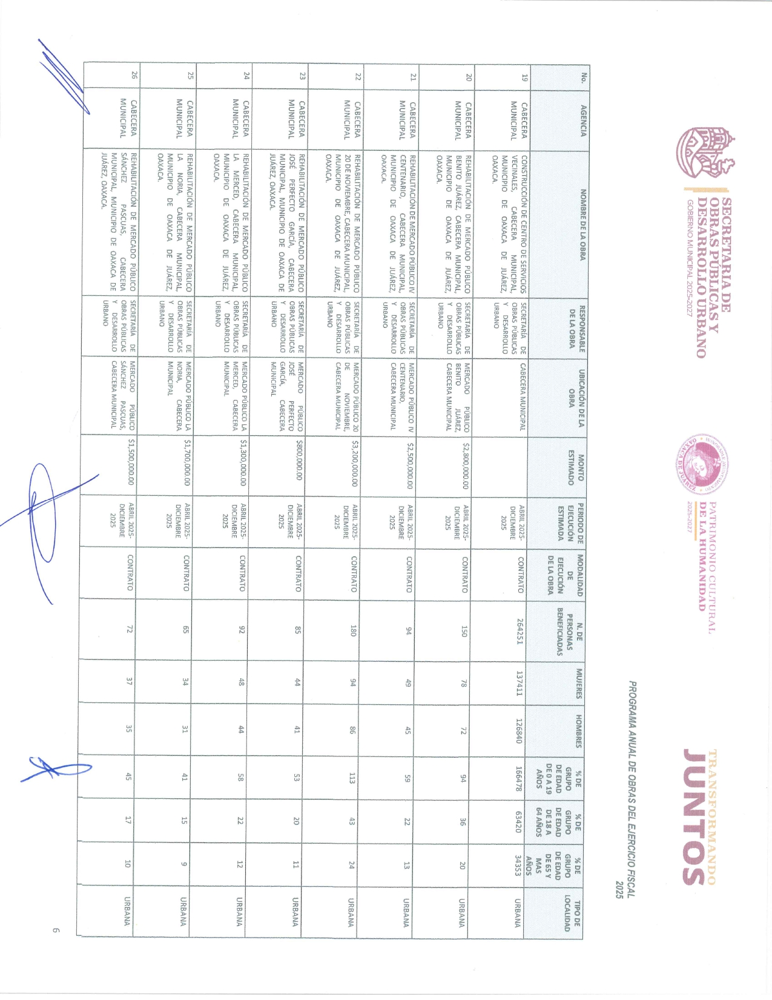 SECRETARÍA DE
OBRAS PÚBLICAS Y
DESARROLLO URBANO
GOBIERNO MUNICIPAL 2025-2027
HONORABLE AYUNTAMIENTO
OAXACA DE JUÁREZ
PATRIMONIO CULTURAL
DE LA HUMANIDAD
2025-2027
TRANSFORMANDO
JUNTOS
PROGRAMA ANUAL DE OBRAS DEL EJERCICIO FISCAL
2025
No.
AGENCIA
NOMBRE DE LA OBRA
RESPONSABLE
DE LA OBRA
UBICACIÓN DE LA
OBRA
MONTO
ESTIMADO
PERIODO DE
EJECUCIÓN
ESTIMADA
MODALIDAD
DE
EJECUCIÓN
DE LA OBRA
N. DE
PERSONAS
BENEFICIADAS
MUJERES
HOMBRES
% DE
GRUPO
DE EDAD
DE 0 A 19
AÑOS
% DE
GRUPO
DE EDAD
DE 18 A
64 AÑOS
% DE
GRUPO
DE EDAD
DE 65 Y
MAS
AÑOS
TIPO DE
LOCALIDAD
19
CABECERA
MUNICIPAL
CONSTRUCCIÓN DE CENTRO DE SERVICIOS
VECINALES, CABECERA MUNICIPAL,
MUNICIPIO DE OAXACA DE JUÁREZ,
OAXACA.
SECRETARÍA DE
OBRAS PÚBLICAS
Y DESARROLLO
URBANO
CABECERA MUNICIPAL
ABRIL 2025-
DICIEMBRE
2025
CONTRATO
264251
137411
126840
166478
63420
34353
URBANA
20
CABECERA
MUNICIPAL
REHABILITACIÓN DE MERCADO PÚBLICO
BENITO JUÁREZ, CABECERA MUNICIPAL,
MUNICIPIO DE OAXACA DE JUÁREZ,
OAXACA.
SECRETARÍA DE
OBRAS PÚBLICAS
Y DESARROLLO
URBANO
MERCADO PÚBLICO
BENITO JUÁREZ,
CABECERA MUNICIPAL
$2,800,000.00
ABRIL 2025-
DICIEMBRE
2025
CONTRATO
150
78
72
94
36
20
URBANA
21
CABECERA
MUNICIPAL
REHABILITACIÓN DE MERCADO PÚBLICO IV
CENTENARIO, CABECERA MUNICIPAL,
MUNICIPIO DE OAXACA DE JUÁREZ,
OAXACA.
SECRETARÍA DE
OBRAS PÚBLICAS
Y DESARROLLO
URBANO
MERCADO PÚBLICO IV
CENTENARIO,
CABECERA MUNICIPAL
$2,500,000.00
ABRIL 2025-
DICIEMBRE
2025
CONTRATO
94
49
45
59
22
13
URBANA
22
CABECERA
MUNICIPAL
REHABILITACIÓN DE MERCADO PÚBLICO
20 DE NOVIEMBRE, CABECERA MUNICIPAL,
MUNICIPIO DE OAXACA DE JUÁREZ,
OAXACA.
SECRETARÍA DE
OBRAS PÚBLICAS
Y DESARROLLO
URBANO
MERCADO PÚBLICO 20
DE NOVIEMBRE,
CABECERA MUNICIPAL
$3,200,000.00
ABRIL 2025-
DICIEMBRE
2025
CONTRATO
180
94
86
113
43
24
URBANA
23
CABECERA
MUNICIPAL
REHABILITACIÓN DE MERCADO PÚBLICO
JOSÉ PERFECTO GARCÍA, CABECERA
MUNICIPAL, MUNICIPIO DE OAXACA DE
JUÁREZ, OAXACA.
SECRETARÍA DE
OBRAS PÚBLICAS
Y DESARROLLO
URBANO
MERCADO PÚBLICO
JOSÉ PERFECTO
GARCÍA, CABECERA
MUNICIPAL
$800,000.00
ABRIL 2025-
DICIEMBRE
2025
CONTRATO
85
44
41
53
20
11
URBANA
24
CABECERA
MUNICIPAL
REHABILITACIÓN DE MERCADO PÚBLICO
LA MERCED, CABECERA MUNICIPAL,
MUNICIPIO DE OAXACA DE JUÁREZ,
OAXACA.
SECRETARÍA DE
OBRAS PÚBLICAS
Y DESARROLLO
URBANO
MERCADO PÚBLICO LA
MERCED, CABECERA
MUNICIPAL
$1,300,000.00
ABRIL 2025-
DICIEMBRE
2025
CONTRATO
92
48
44
58
22
12
URBANA
25
CABECERA
MUNICIPAL
REHABILITACIÓN DE MERCADO PÚBLICO
LA NORIA, CABECERA MUNICIPAL,
MUNICIPIO DE OAXACA DE JUÁREZ,
OAXACA.
SECRETARÍA DE
OBRAS PÚBLICAS
Y DESARROLLO
URBANO
MERCADO PÚBLICO LA
NORIA, CABECERA
MUNICIPAL
$1,700,000.00
ABRIL 2025-
DICIEMBRE
2025
CONTRATO
65
34
31
41
15
9
URBANA
26
CABECERA
MUNICIPAL
REHABILITACIÓN DE MERCADO PÚBLICO
SÁNCHEZ PASCUAS, CABECERA
MUNICIPAL, MUNICIPIO DE OAXACA DE
JUÁREZ, OAXACA.
SECRETARÍA DE
OBRAS PÚBLICAS
Y DESARROLLO
URBANO
MERCADO PÚBLICO
SÁNCHEZ PASCUAS,
CABECERA MUNICIPAL
$1,500,000.00
ABRIL 2025-
DICIEMBRE
2025
CONTRATO
72
37
35
45
17
10
URBANA
6